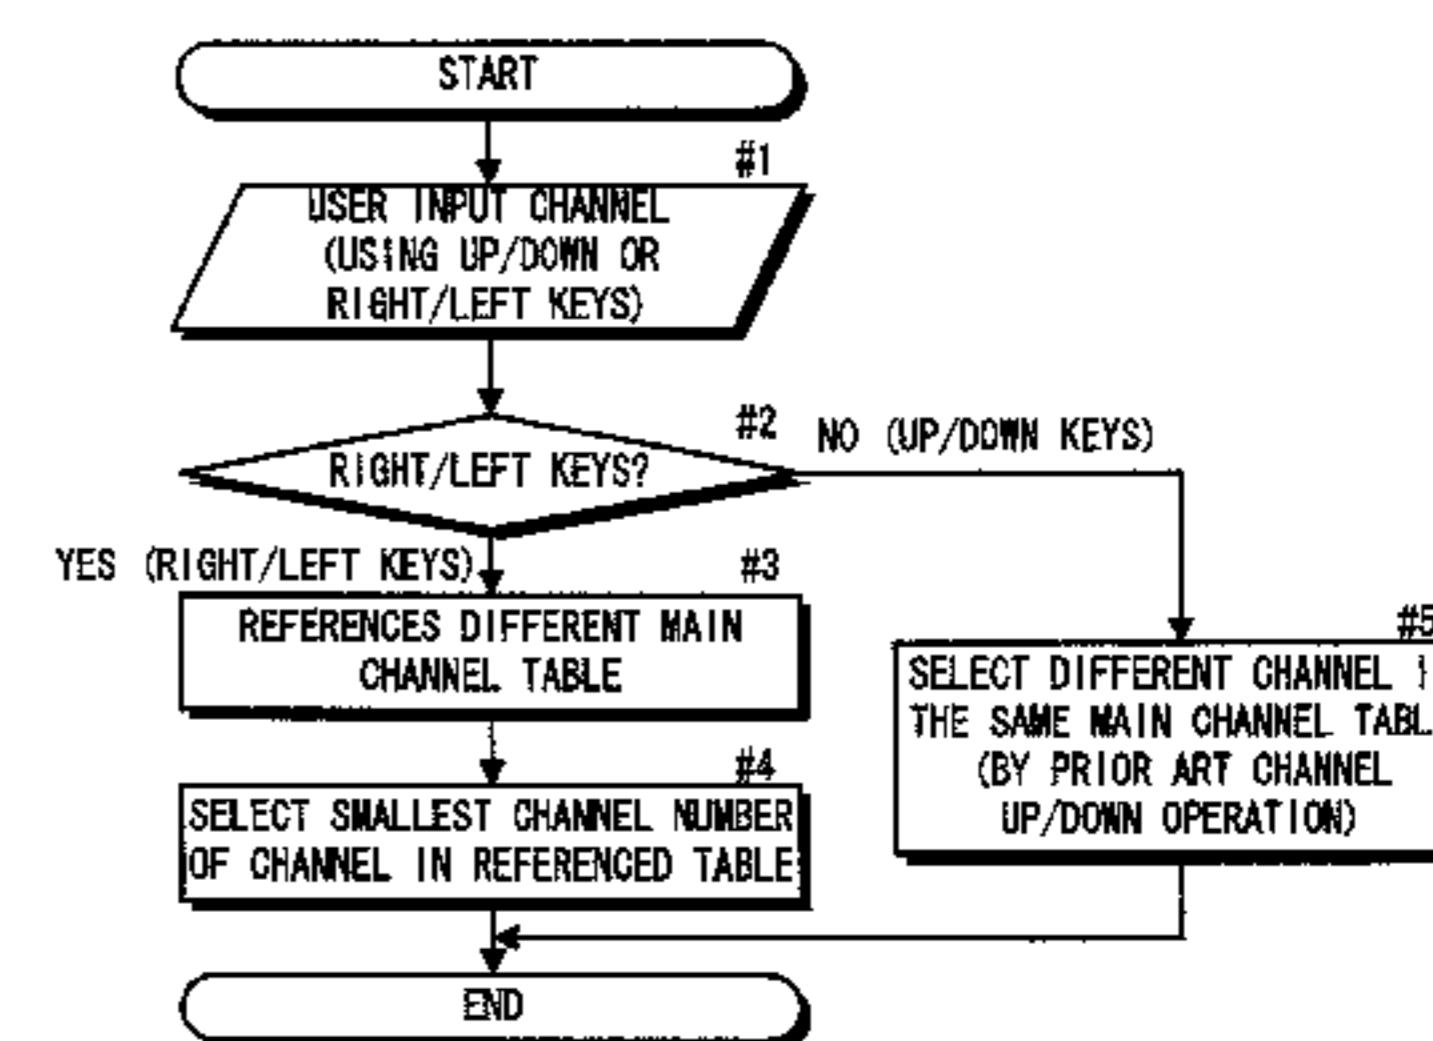 START
#1
USER INPUT CHANNEL
(USING UP/DOWN OR
RIGHT/LEFT KEYS)
#2
RIGHT/LEFT KEYS?
NO (UP/DOWN KEYS)
YES (RIGHT/LEFT KEYS)
#3
REFERENCES DIFFERENT MAIN
CHANNEL TABLE
#4
SELECT SMALLEST CHANNEL NUMBER
OF CHANNEL IN REFERENCED TABLE
#5
SELECT DIFFERENT CHANNEL
THE SAME MAIN CHANNEL TABL
(BY PRIOR ART CHANNEL
UP/DOWN OPERATION)
END